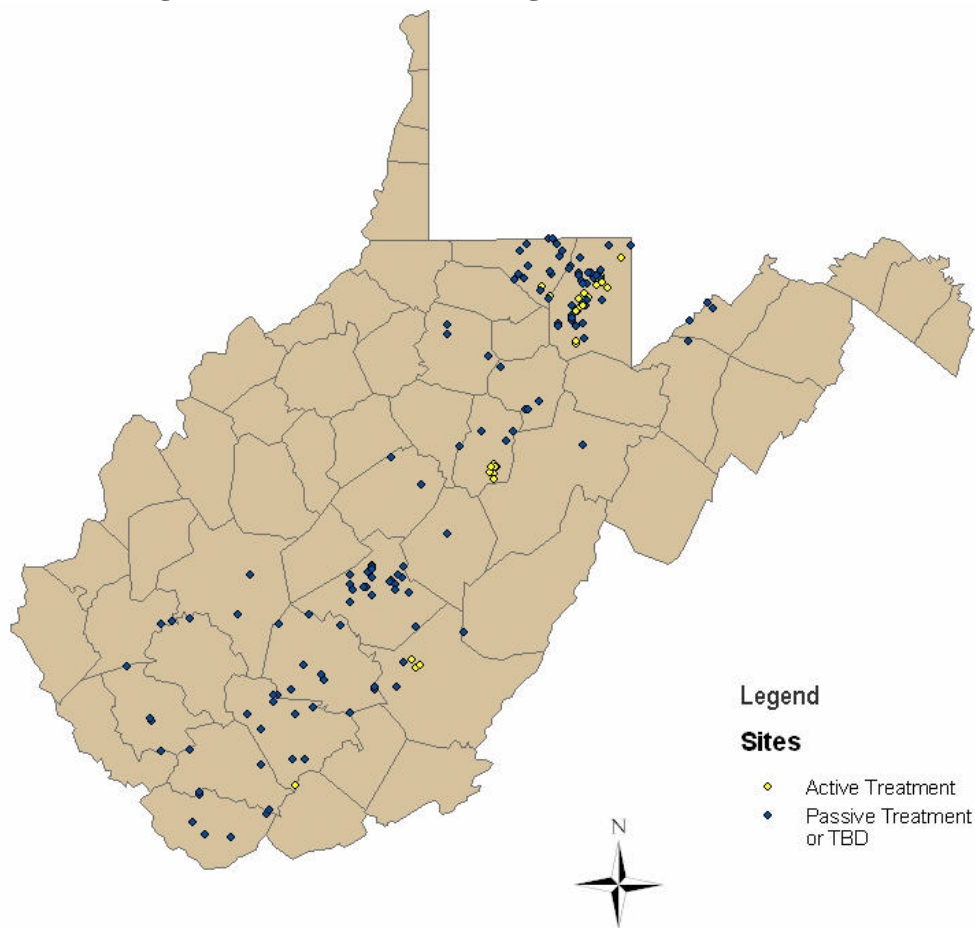 Legend
Sites
Active Treatment
Passive Treatment
or TBD
N